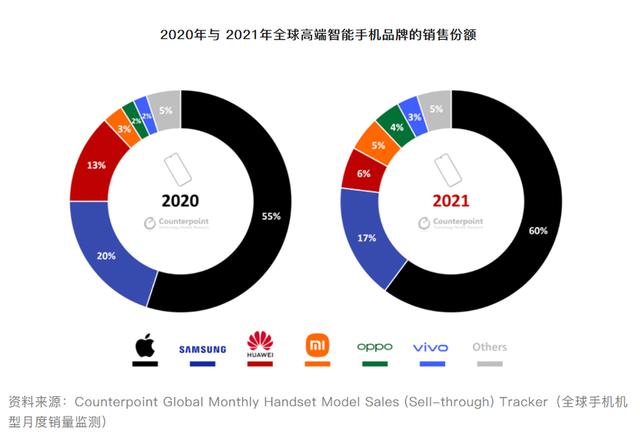 2020年与 2021年全球高端智能手机品牌的销售份额
5%
2%
2%
3%
13%
20%
55%
2020
Counterpoint
Technology Market Research
5%
3%
4%
5%
6%
17%
60%
2021
Counterpoint
Technology Market Research
SAMSUNG
HUAWEI
mi
oppo
vivo
Others
资料来源：Counterpoint Global Monthly Handset Model Sales (Sell-through) Tracker（全球手机机
型月度销量监测）